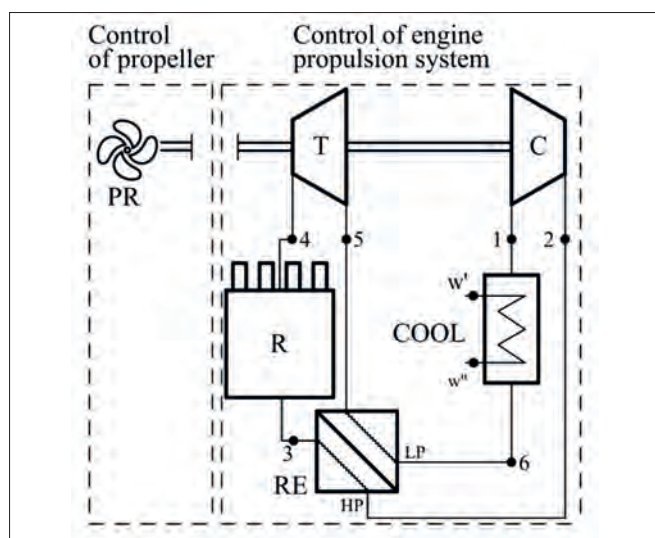 Control
of propeller
Control of engine
propulsion system
PR
T
C
4
5
1
2
w'
R
COOL
w"
3
LP
6
RE
HP